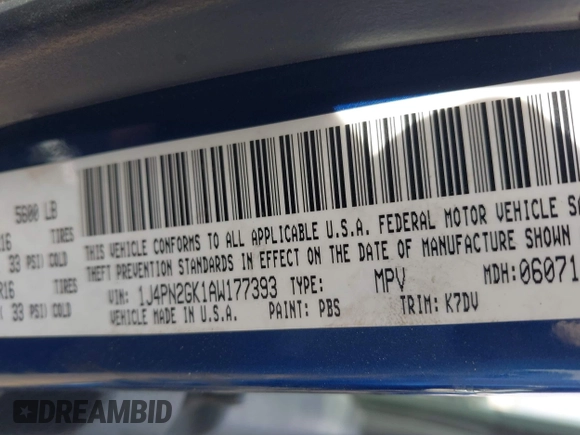 5600 LB
R16 TIRES
33 PSI) COLD
R16 TIRES
33 PSI) COLD
THIS VEHICLE CONFORMS TO ALL APPLICABLE U.S.A. FEDERAL MOTOR VEHICLE SA
THEFT PREVENTION STANDARDS IN EFFECT ON THE DATE OF MANUFACTURE SHOWN
VIN: 1J4PN2GK1AW177393 TYPE: MPV MDH: 06071
VEHICLE MADE IN U.S.A. PAINT: PBS TRIM: K7DV
DREAMBID